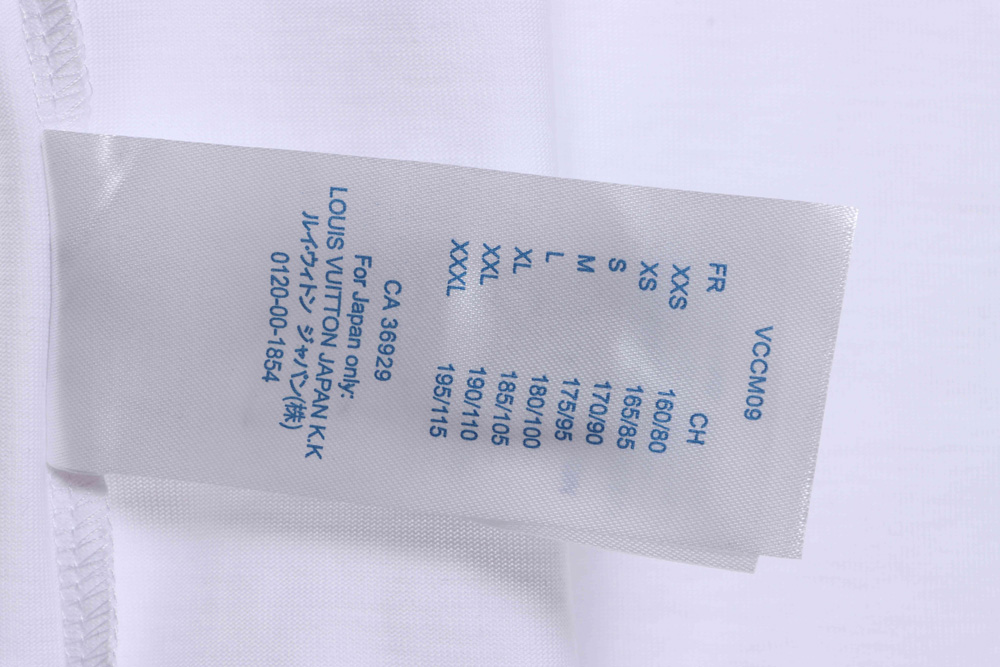 VCCM09
FR CH
XXS 160/80
XS 165/85
S 170/90
M 175/95
L 180/100
XL 185/105
XXL 190/110
XXXL 195/115
CA 36929
For Japan only:
LOUIS VUITTON JAPAN K.K
ルイ・ヴィトン ジャパン(株)
0120-00-1854